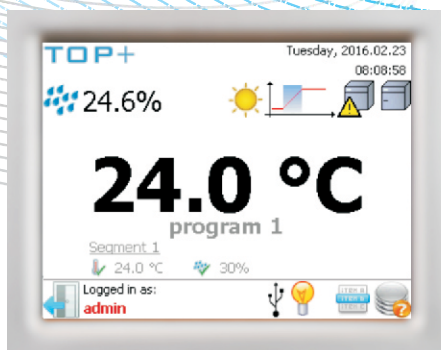 TOP+
Tuesday, 2016.02.23
08:08:58
24.6%
24.0 °C
program 1
Segment 1
24.0 °C 30%
Logged in as:
admin